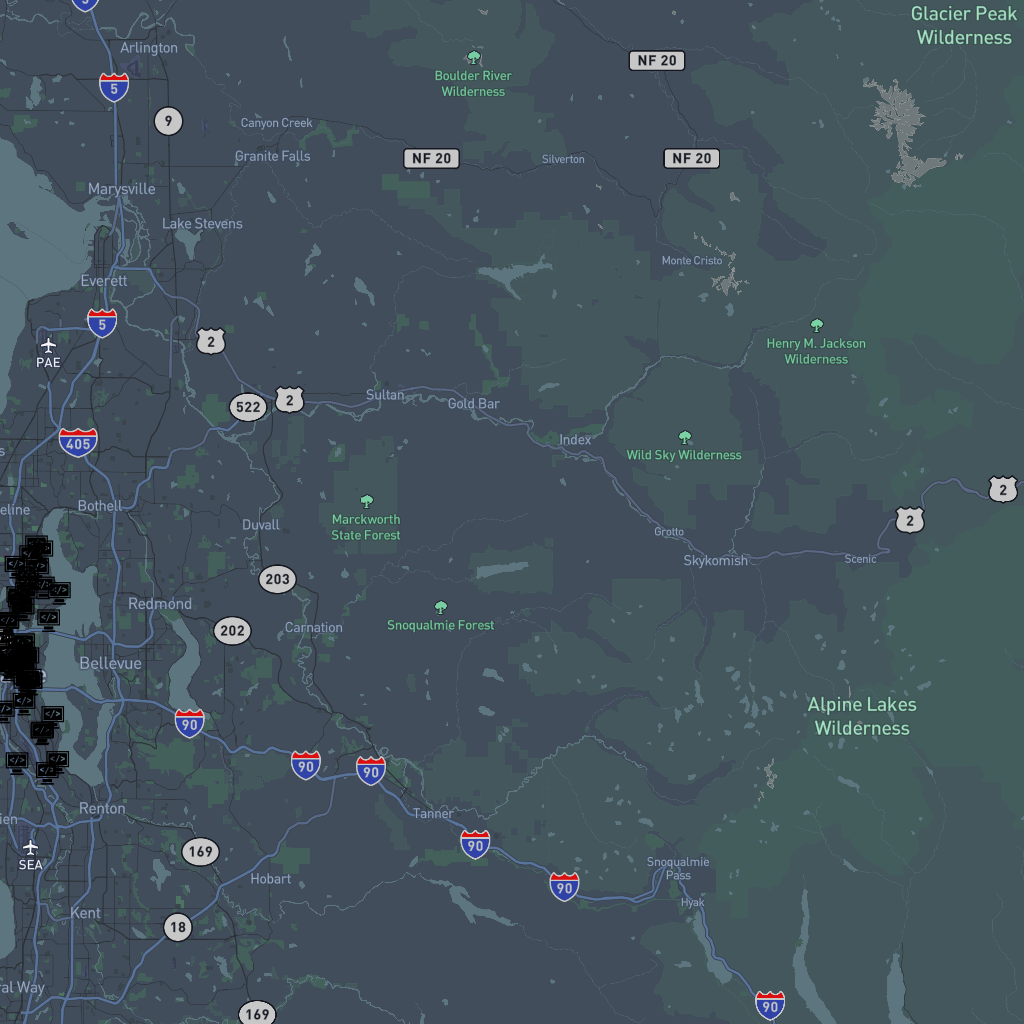 Glacier Peak
Wilderness
5
Arlington
NF 20
Boulder River
Wilderness
5
9
Canyon Creek
Granite Falls
NF 20
Silverton
NF 20
Marysville
Lake Stevens
Monte Cristo
Everett
5
2
PAE
Henry M. Jackson
Wilderness
Sultan
2
522
Gold Bar
405
Index
Wild Sky Wilderness
2
Bothell
eline
Marckworth
State Forest
Duvall
2
Grotto
Skykomish
Scenic
203
Redmond
202
Carnation
Snoqualmie Forest
Bellevue
Alpine Lakes
Wilderness
90
90
90
Renton
Tanner
90
169
SEA
Snoqualmie
Pass
Hobart
90
Hyak
Kent
18
ral Way
90
169